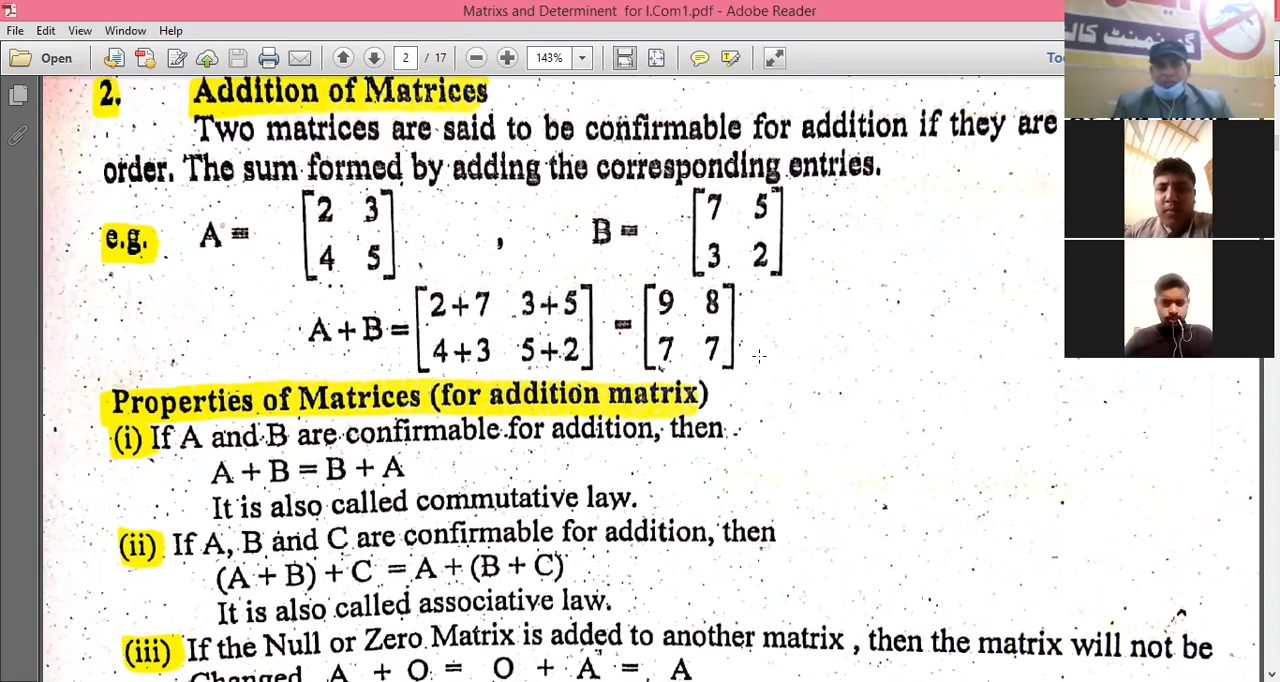 Matrixs and Determinent for I.Com1.pdf - Adobe Reader
File Edit View Window Help
Open 2 / 17 143%
2. Addition of Matrices
Two matrices are said to be confirmable for addition if they are
order. The sum formed by adding the corresponding entries.
e.g. A = [2 3 , B = [7 5
4 5] 3 2]
A + B = [2+7 3+5 = [9 8
4+3 5+2] 7 7]
Properties of Matrices (for addition matrix)
(i) If A and B are confirmable for addition, then
A + B = B + A
It is also called commutative law.
(ii) If A, B and C are confirmable for addition, then
(A + B) + C = A + (B + C)
It is also called associative law.
(iii) If the Null or Zero Matrix is added to another matrix , then the matrix will not be
Changed A + O = O + A = A
گورنمنٹ کالج